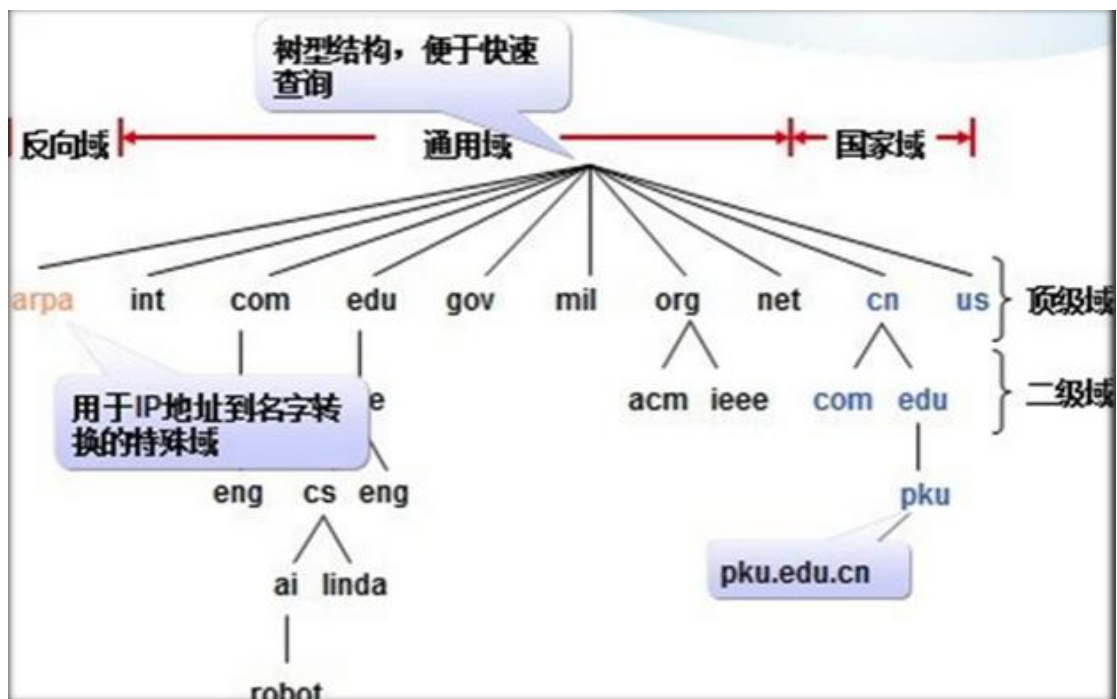 树型结构，便于快速
查询
反向域 通用域 国家域
arpa int com edu gov mil org net cn us 顶级域
用于IP地址到名字转
换的特殊域
e acm ieee com edu 二级域
eng cs eng pku
ai linda pku.edu.cn
robot